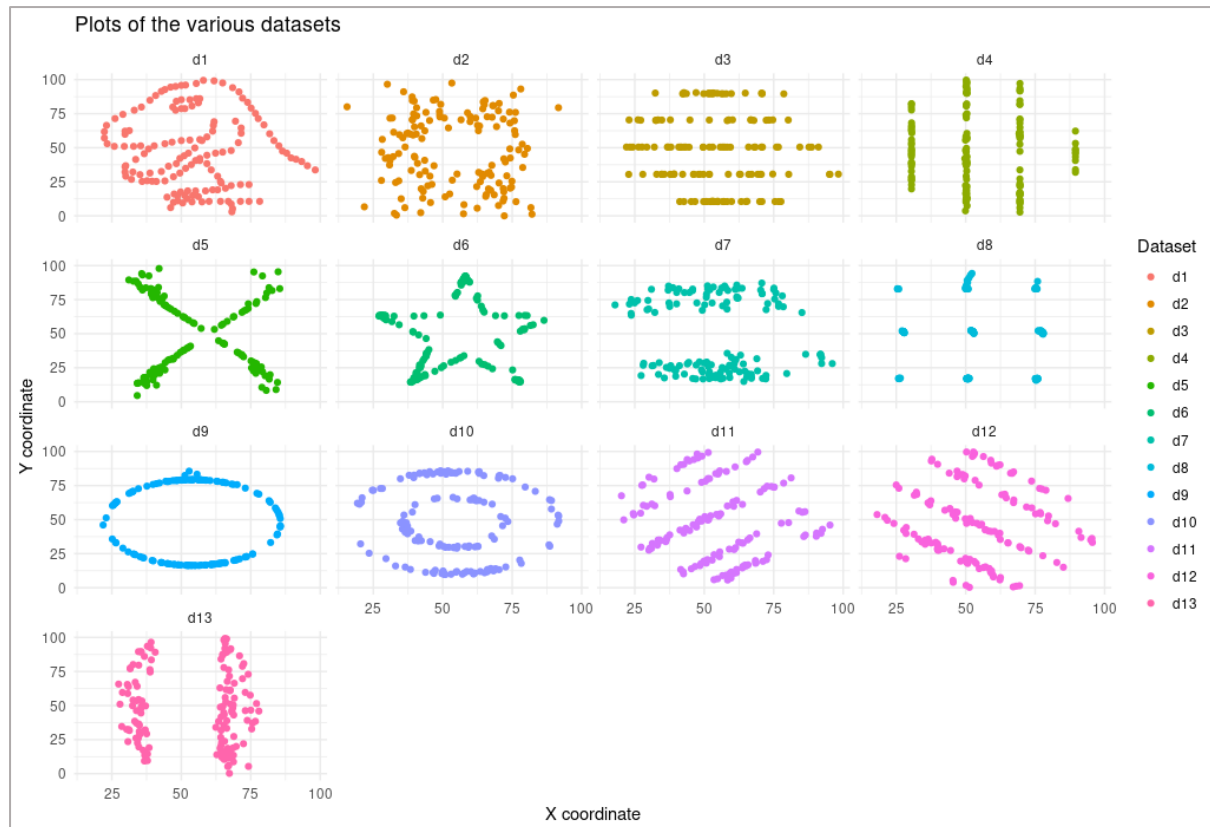 Plots of the various datasets
d1 d2 d3 d4
100
75
50
25
0
d5 d6 d7 d8
100
75
50
25
0
d9 d10 d11 d12
100
75
50
25
0
25 50 75 100 25 50 75 100 25 50 75 100
d13
100
75
50
25
0
25 50 75 100
X coordinate
Y coordinate
Dataset
d1
d2
d3
d4
d5
d6
d7
d8
d9
d10
d11
d12
d13